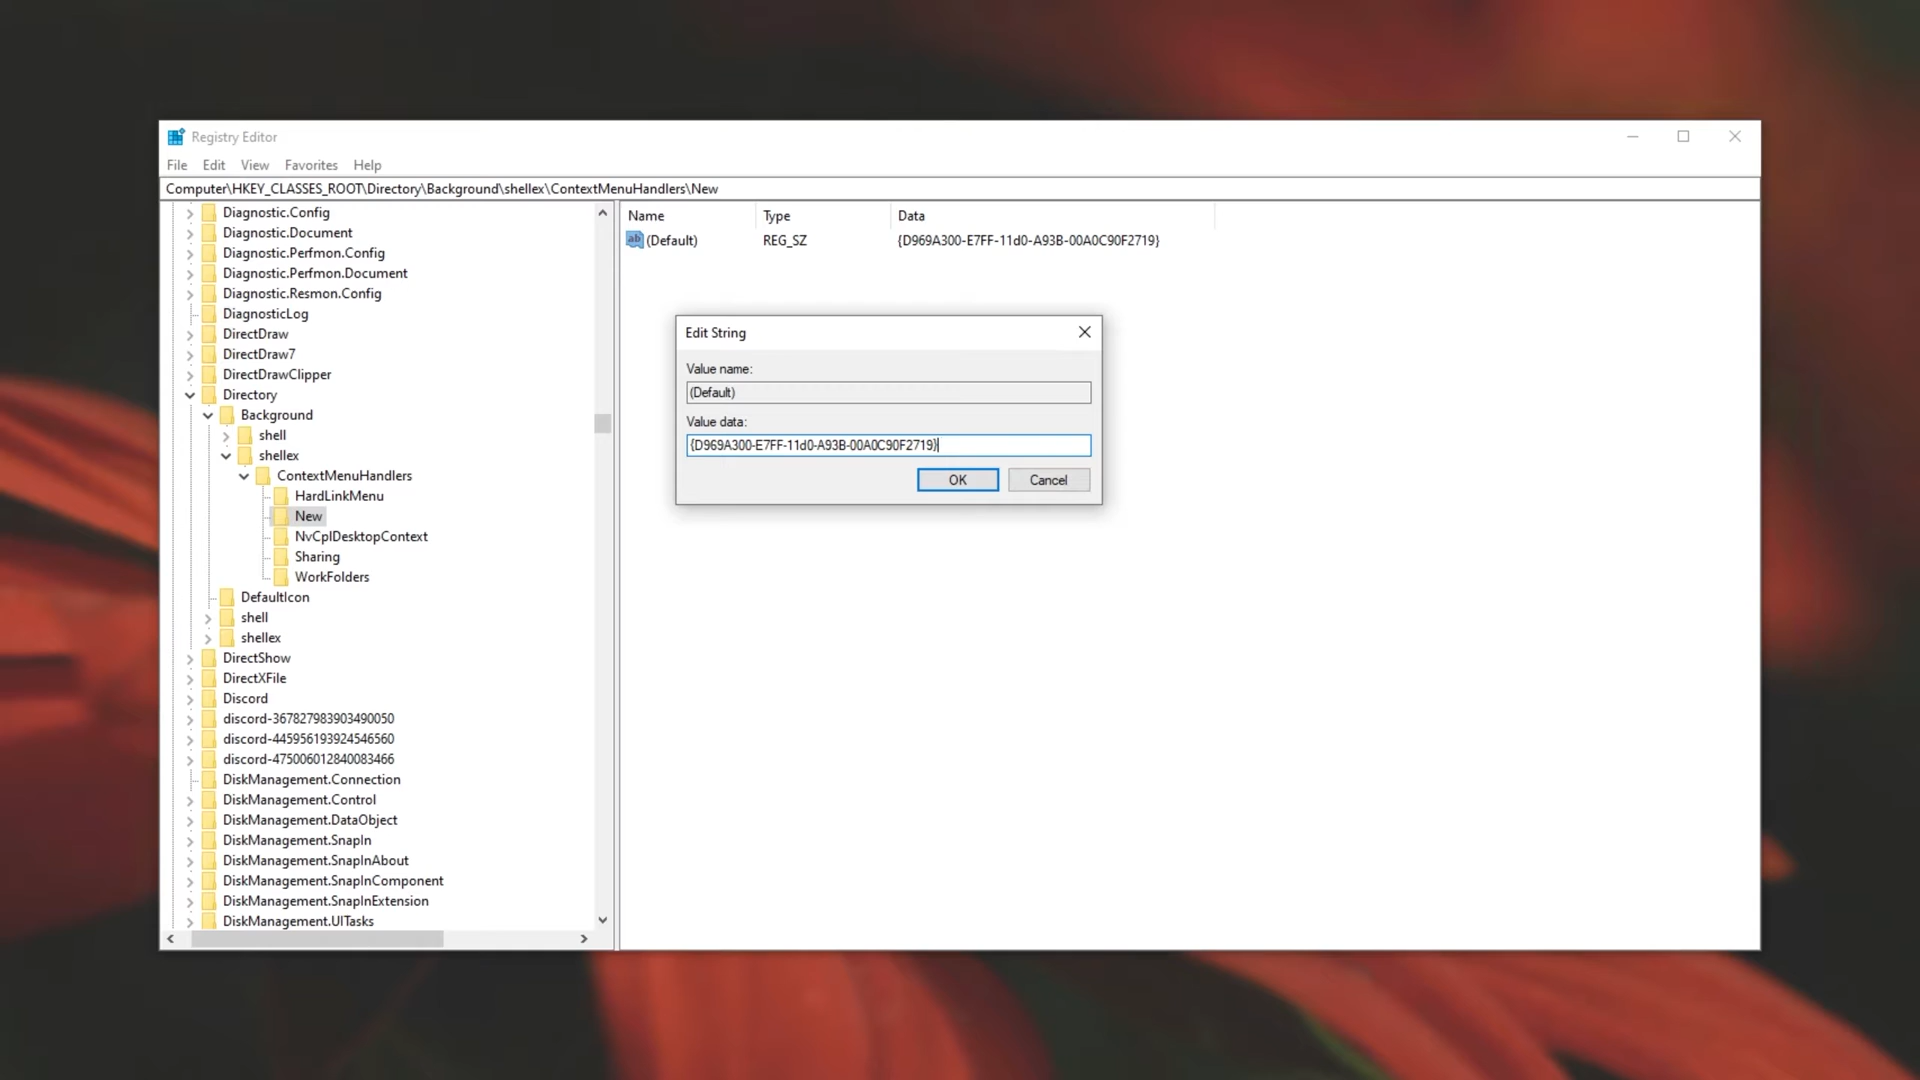 Registry Editor
File Edit View Favorites Help
Computer\HKEY_CLASSES_ROOT\Directory\Background\shellex\ContextMenuHandlers\New
Diagnostic.Config
Diagnostic.Document
Diagnostic.Perfmon.Config
Diagnostic.Perfmon.Document
Diagnostic.Resmon.Config
DiagnosticLog
DirectDraw
DirectDraw7
DirectDrawClipper
Directory
Background
shell
shellex
ContextMenuHandlers
HardLinkMenu
New
NvCplDesktopContext
Sharing
WorkFolders
DefaultIcon
shell
shellex
DirectShow
DirectXFile
Discord
discord-367827983903490050
discord-445956193924546560
discord-475006012840083466
DiskManagement.Connection
DiskManagement.Control
DiskManagement.DataObject
DiskManagement.SnapIn
DiskManagement.SnapInAbout
DiskManagement.SnapInComponent
DiskManagement.SnapInExtension
DiskManagement.UITasks
Name Type Data
ab (Default) REG_SZ {D969A300-E7FF-11d0-A93B-00A0C90F2719}
Edit String
Value name:
(Default)
Value data:
{D969A300-E7FF-11d0-A93B-00A0C90F2719}
OK Cancel